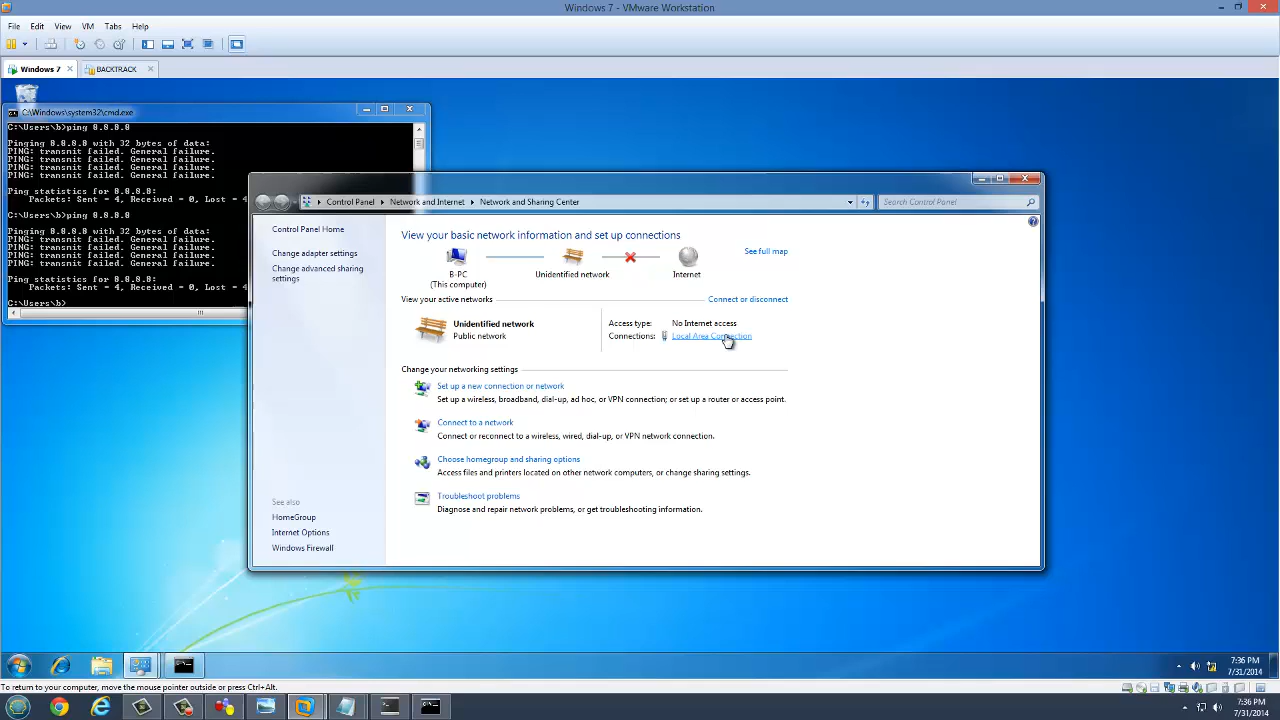 Windows 7 - VMware Workstation
File Edit View VM Tabs Help
Windows 7 BACKTRACK
C:\Windows\system32\cmd.exe
C:\Users\b>ping 8.8.8.8
Pinging 8.8.8.8 with 32 bytes of data:
PING: transmit failed. General failure.
PING: transmit failed. General failure.
PING: transmit failed. General failure.
Ping statistics for 8.8.8.8:
Packets: Sent = 4, Received = 0, Lost = 4
C:\Users\b>ping 8.8.8.8
Pinging 8.8.8.8 with 32 bytes of data:
PING: transmit failed. General failure.
PING: transmit failed. General failure.
PING: transmit failed. General failure.
PING: transmit failed. General failure.
Ping statistics for 8.8.8.8:
Packets: Sent = 4, Received = 0, Lost = 4
C:\Users\b>
Control Panel Network and Internet Network and Sharing Center
Search Control Panel
Control Panel Home
Change adapter settings
Change advanced sharing
settings
See also
HomeGroup
Internet Options
Windows Firewall
View your basic network information and set up connections
See full map
B-PC Unidentified network Internet
(This computer)
View your active networks Connect or disconnect
Unidentified network
Public network
Access type: No Internet access
Connections: Local Area Connection
Change your networking settings
Set up a new connection or network
Set up a wireless, broadband, dial-up, ad hoc, or VPN connection; or set up a router or access point.
Connect to a network
Connect or reconnect to a wireless, wired, dial-up, or VPN network connection.
Choose homegroup and sharing options
Access files and printers located on other network computers, or change sharing settings.
Troubleshoot problems
Diagnose and repair network problems, or get troubleshooting information.
7:36 PM
7/31/2014
To return to your computer, move the mouse pointer outside or press Ctrl+Alt.
7:36 PM
7/31/2014